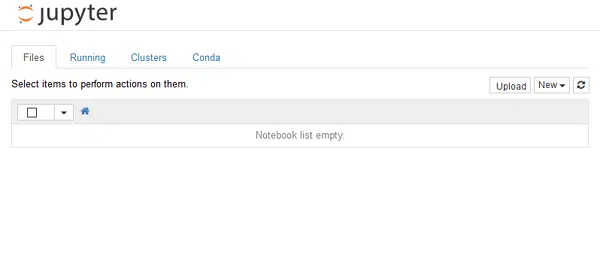 jupyter
Files Running Clusters Conda
Select items to perform actions on them. Upload New
Notebook list empty.